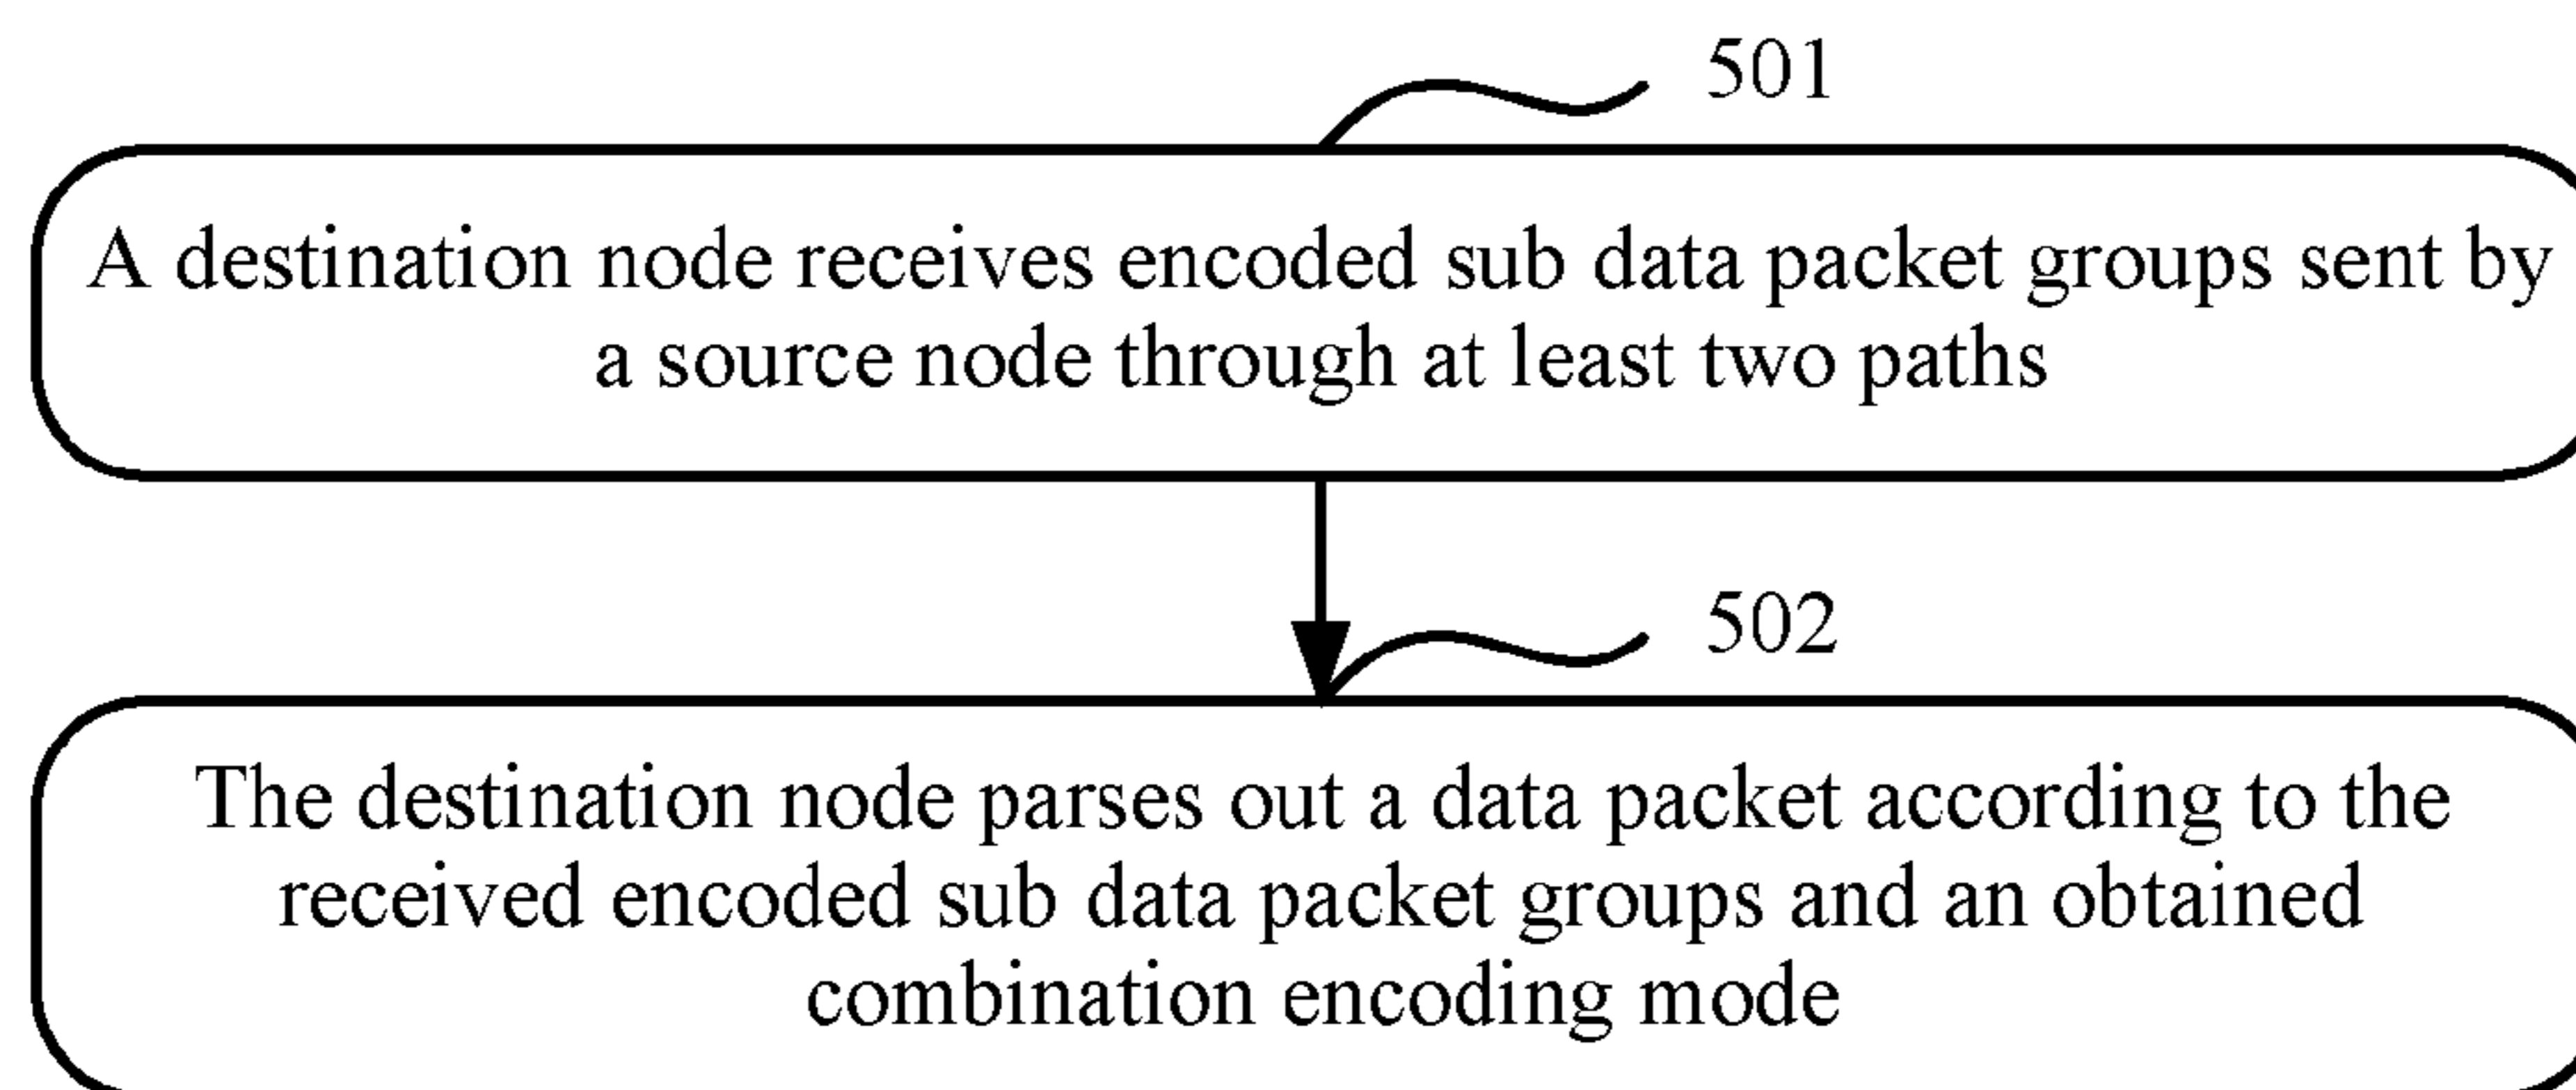 501
A destination node receives encoded sub data packet groups sent by
a source node through at least two paths
502
The destination node parses out a data packet according to the
received encoded sub data packet groups and an obtained
combination encoding mode